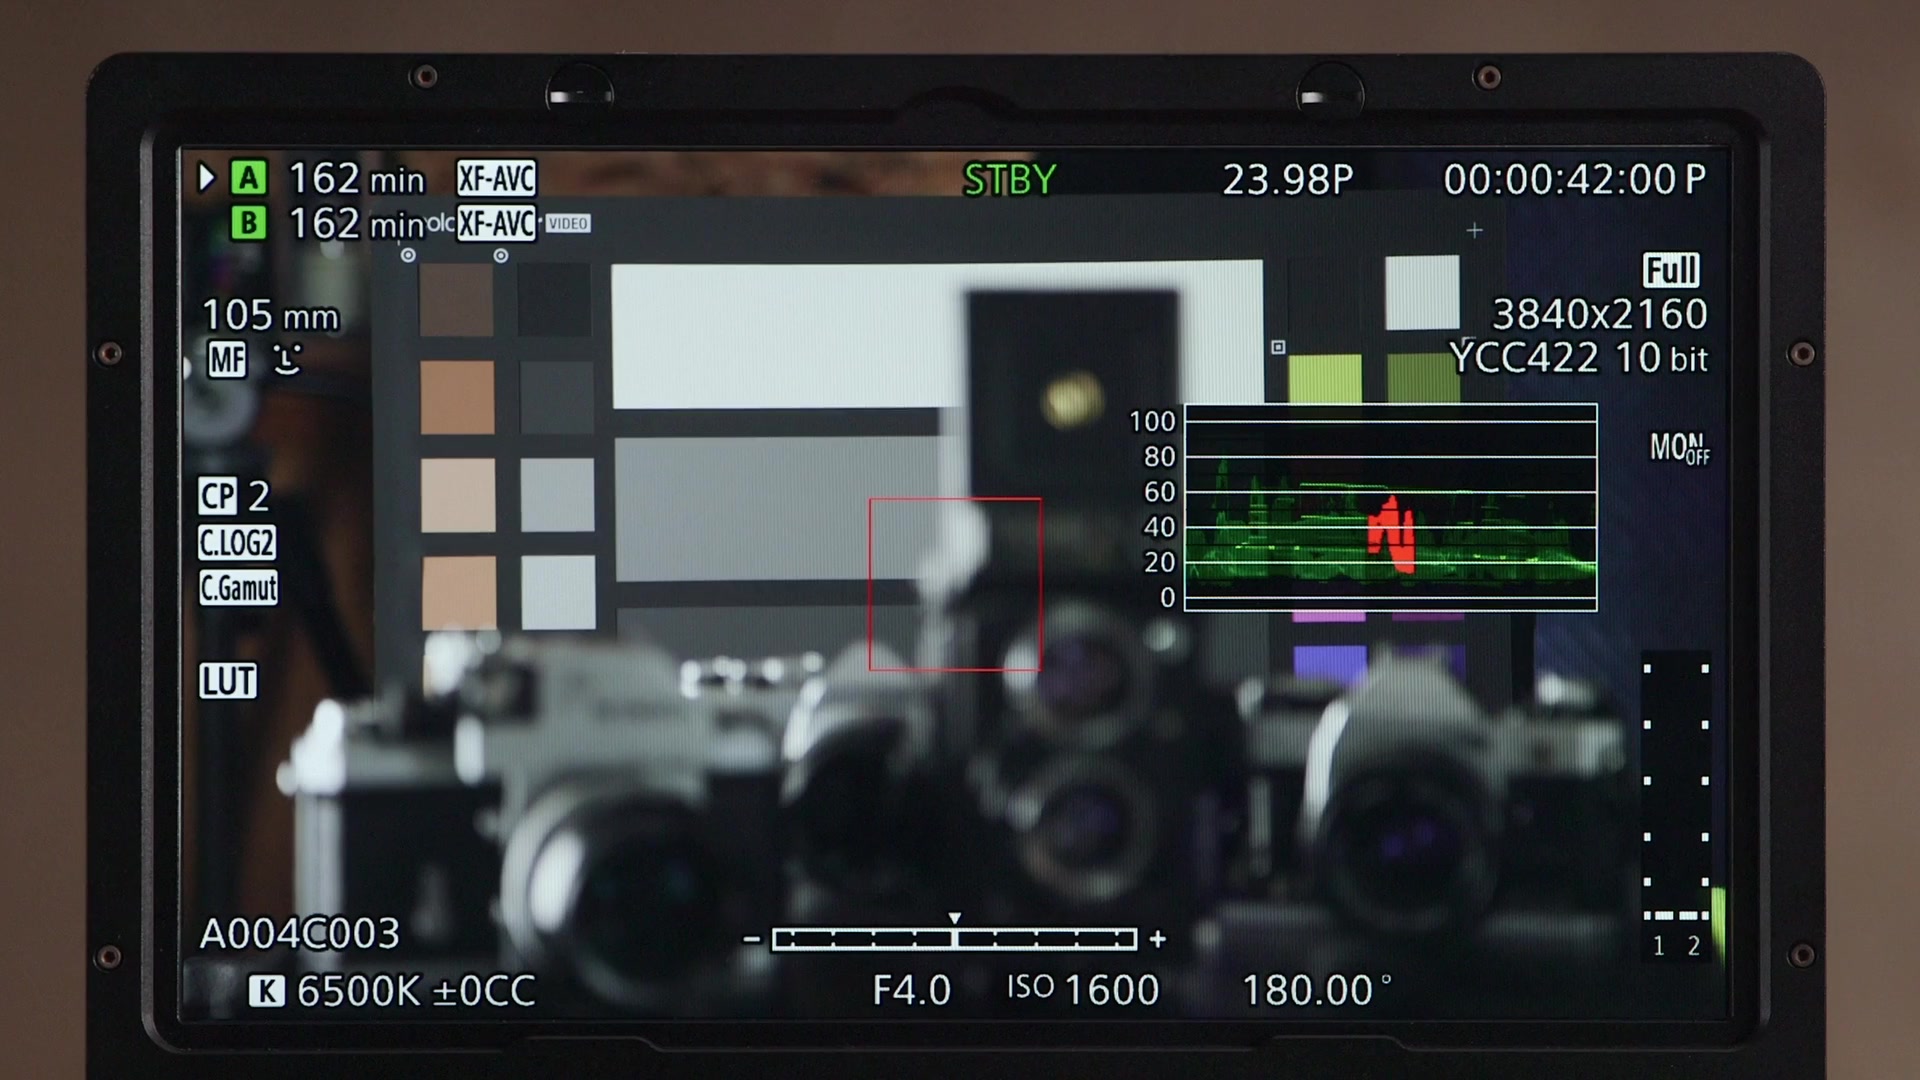 A 162 min XF-AVC
STBY
23.98P
00:00:42:00 P
B 162 min XF-AVC
VIDEO
Full
105 mm
3840x2160
MF
YCC422 10 bit
100
80
60
40
20
0
MON OFF
CP 2
C.LOG2
C.Gamut
LUT
A004C003
- +
1 2
K 6500K ±0CC
F4.0
ISO 1600
180.00°